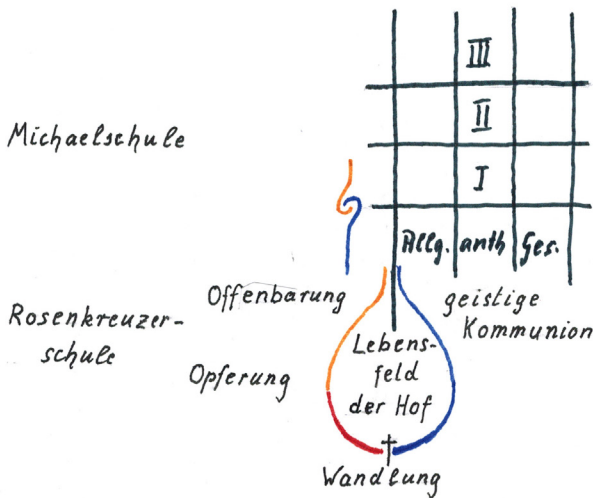 III
II
Michaelschule
I
Allg. anth Ges.
Offenbarung
geistige
Kommunion
Rosenkreuzer-
schule
Opferung
Lebens-
feld
der Hof
Wandlung